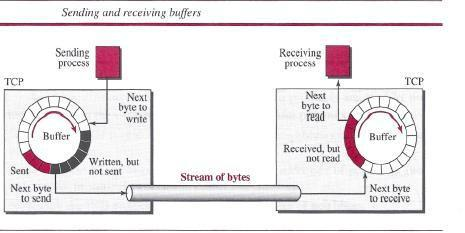 Sending and receiving buffers
Sending
process
Receiving
process
TCP
TCP
Next
byte to
write
Next
byte to
read
Buffer
Buffer
Written, but
not sent
Received, but
not read
Sent
Stream of bytes
Next byte
to send
Next byte
to receive